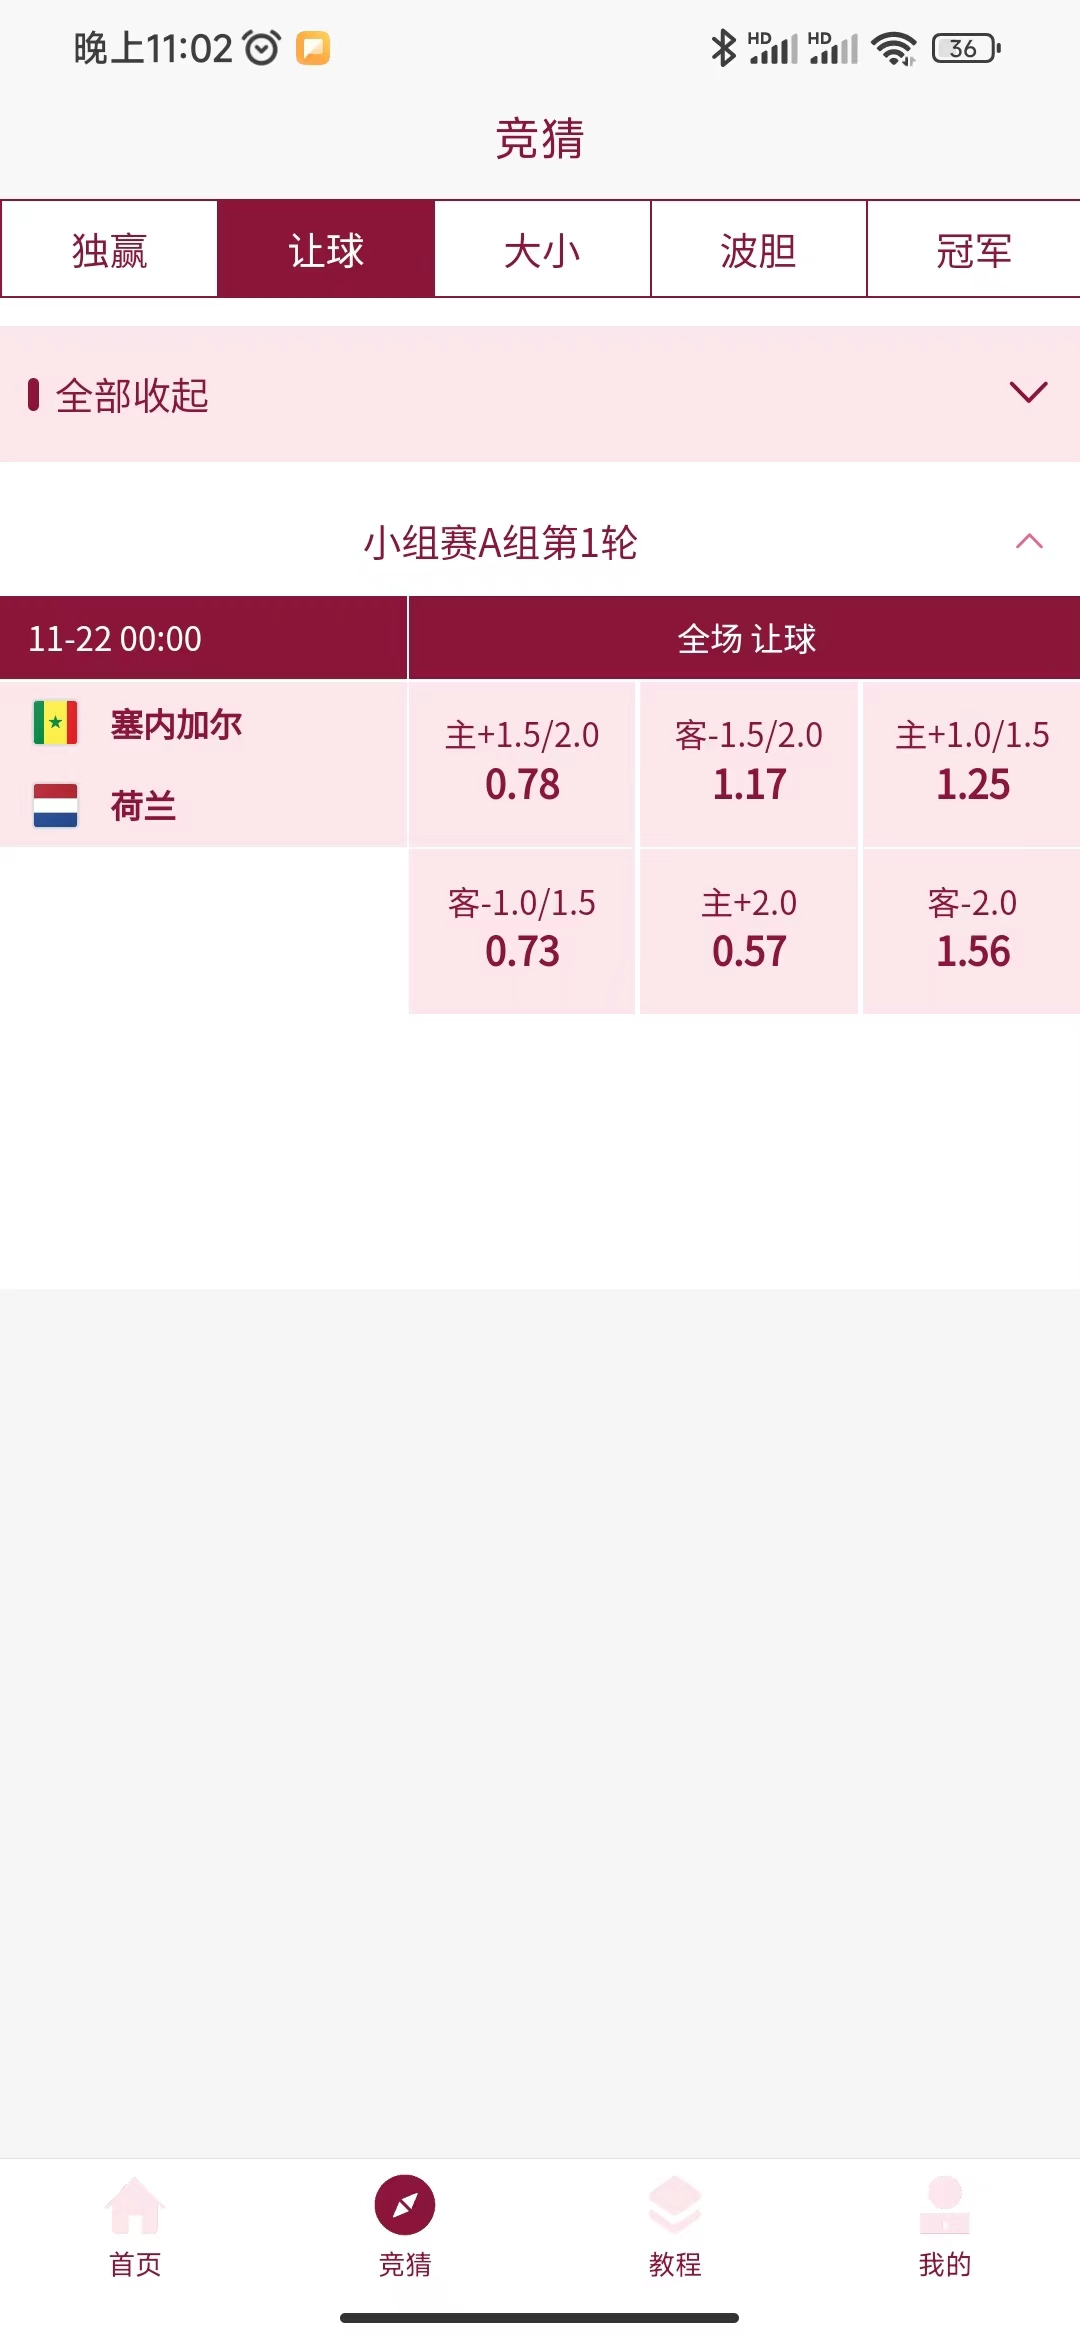 晚上11:02
HD HD 36
竞猜
独赢 让球 大小 波胆 冠军
全部收起
小组赛A组第1轮
11-22 00:00 全场 让球
塞内加尔
荷兰
主+1.5/2.0 客-1.5/2.0 主+1.0/1.5
0.78 1.17 1.25
客-1.0/1.5 主+2.0 客-2.0
0.73 0.57 1.56
首页 竞猜 教程 我的